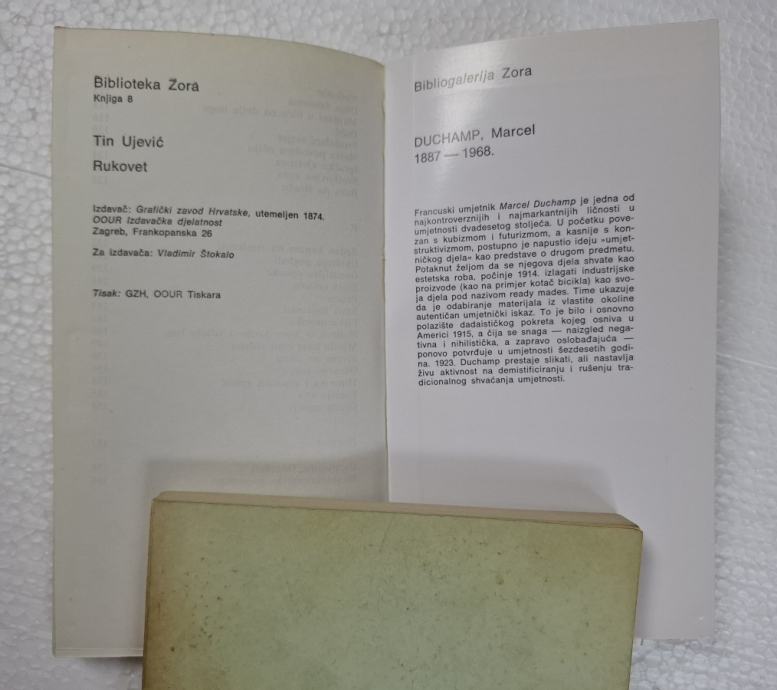 Biblioteka Zora
Knjiga 8
Tin Ujević
Rukovet
Izdavač: Grafički zavod Hrvatske, utemeljen 1874.
OOUR Izdavačka djelatnost
Zagreb, Frankopanska 26
Za izdavača: Vladimir Štokalo
Tisak: GZH, OOUR Tiskara
Bibliogalerija Zora
DUCHAMP, Marcel
1887 — 1968.
Francuski umjetnik Marcel Duchamp je jedna od
najkontroverznijih i najmarkantnijih ličnosti u
umjetnosti dvadesetog stoljeća. U početku pove-
zan s kubizmom i futurizmom, a kasnije s kon-
struktivizmom, postupno je napustio ideju »umjet-
ničkog djela« kao predstave o drugom predmetu.
Potaknut željom da se njegova djela shvate kao
estetska roba, počinje 1914. izlagati industrijske
proizvode (kao na primjer kotač bicikla) kao svo-
ja djela pod nazivom ready mades. Time ukazuje
da je odabiranje materijala iz vlastite okoline
autentičan umjetnički iskaz. To je bilo i osnovno
polazište dadaističkog pokreta kojeg osniva u
Americi 1915, a čija se snaga — naizgled nega-
tivna i nihilistička, a zapravo oslobađajuća —
ponovo potvrđuje u umjetnosti šezdesetih godi-
na. 1923. Duchamp prestaje slikati, ali nastavlja
živu aktivnost na demistificiranju i rušenju tra-
dicionalnog shvaćanja umjetnosti.